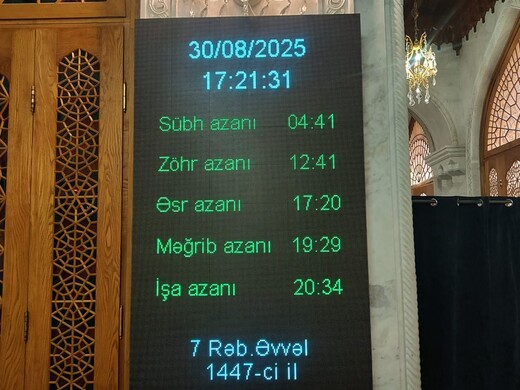 30/08/2025
17:21:31
Sübh azanı 04:41
Zöhr azanı 12:41
Əsr azanı 17:20
Məğrib azanı 19:29
İşa azanı 20:34
7 Rəb.Əvvəl
1447-ci il